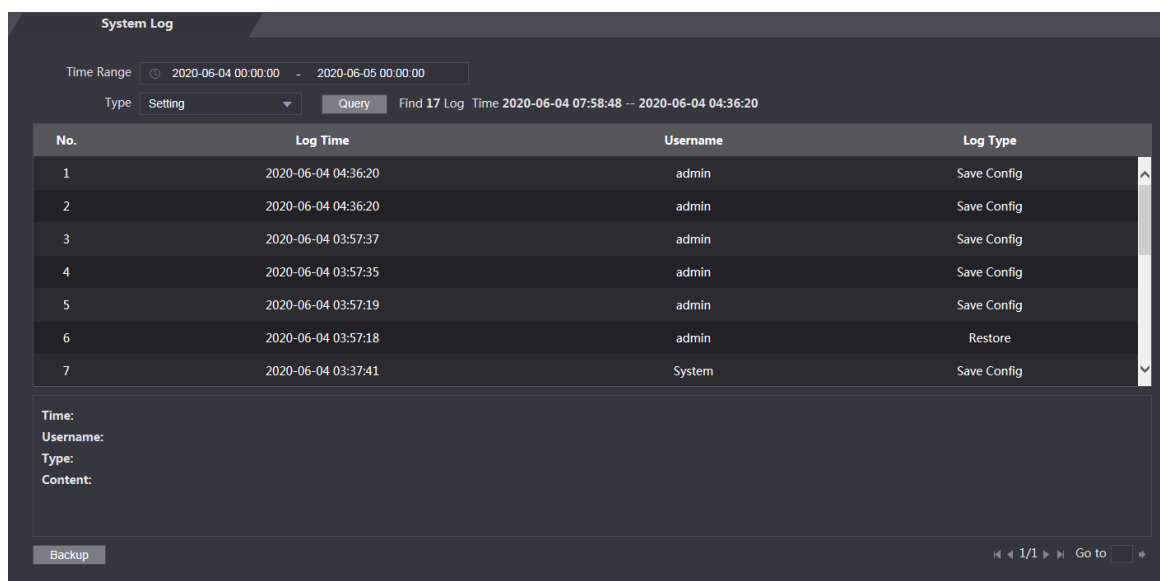 System Log
Time Range 2020-06-04 00:00:00 - 2020-06-05 00:00:00
Type Setting Query Find 17 Log Time 2020-06-04 07:58:48 -- 2020-06-04 04:36:20
No. Log Time Username Log Type
1 2020-06-04 04:36:20 admin Save Config
2 2020-06-04 04:36:20 admin Save Config
3 2020-06-04 03:57:37 admin Save Config
4 2020-06-04 03:57:35 admin Save Config
5 2020-06-04 03:57:19 admin Save Config
6 2020-06-04 03:57:18 admin Restore
7 2020-06-04 03:37:41 System Save Config
Time:
Username:
Type:
Content:
Backup 1/1 Go to